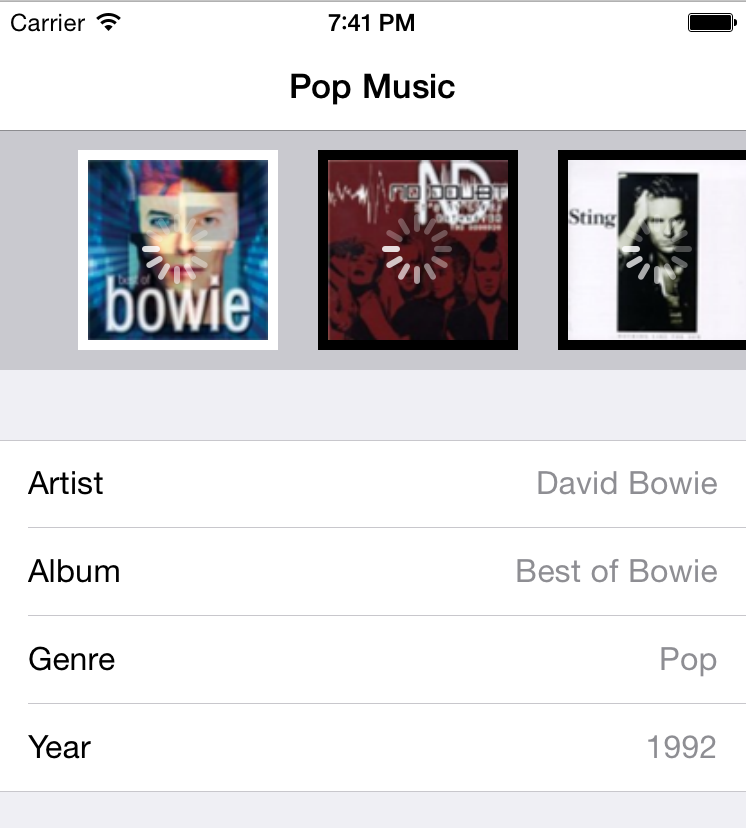 Carrier 7:41 PM
Pop Music
best of
bowie
NO DOUBT
Sting
Artist David Bowie
Album Best of Bowie
Genre Pop
Year 1992